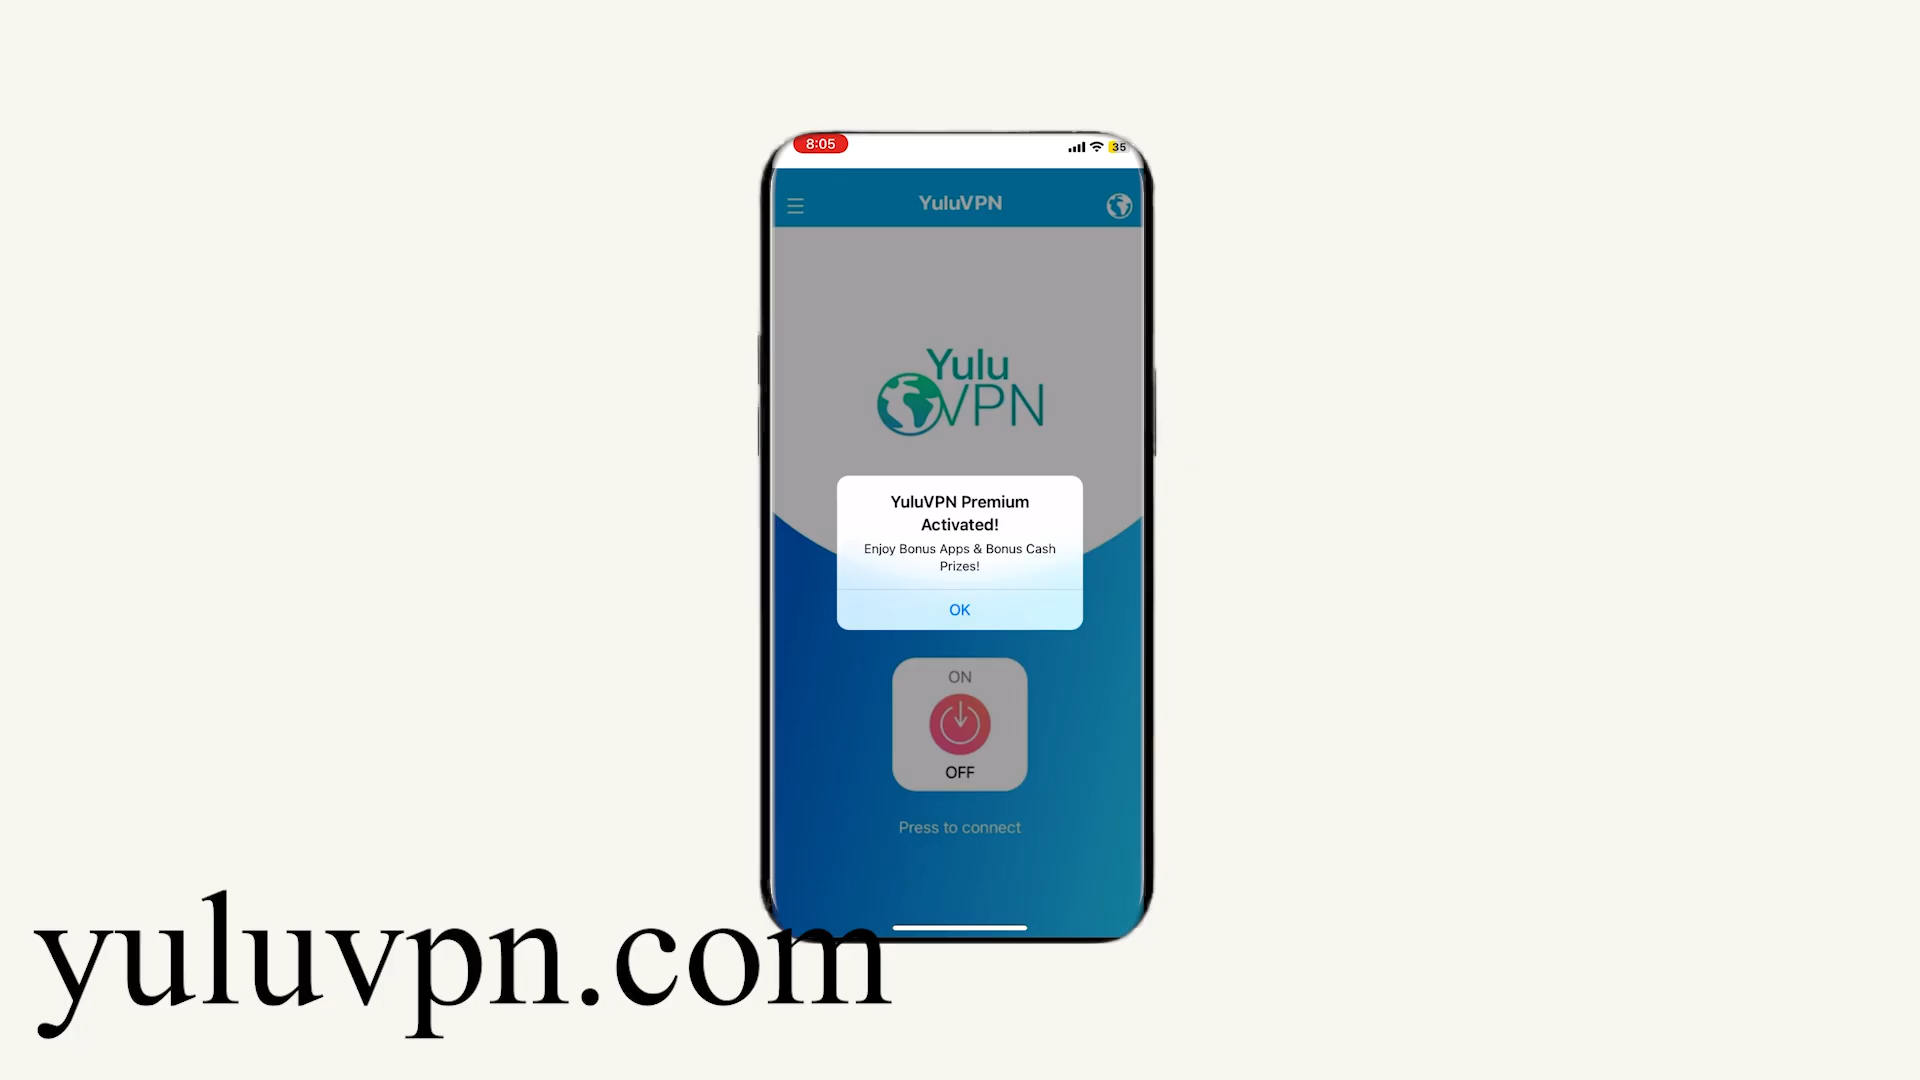 8:05
35
YuluVPN
Yulu
VPN
YuluVPN Premium
Activated!
Enjoy Bonus Apps & Bonus Cash
Prizes!
OK
ON
OFF
Press to connect
yuluvpn.com